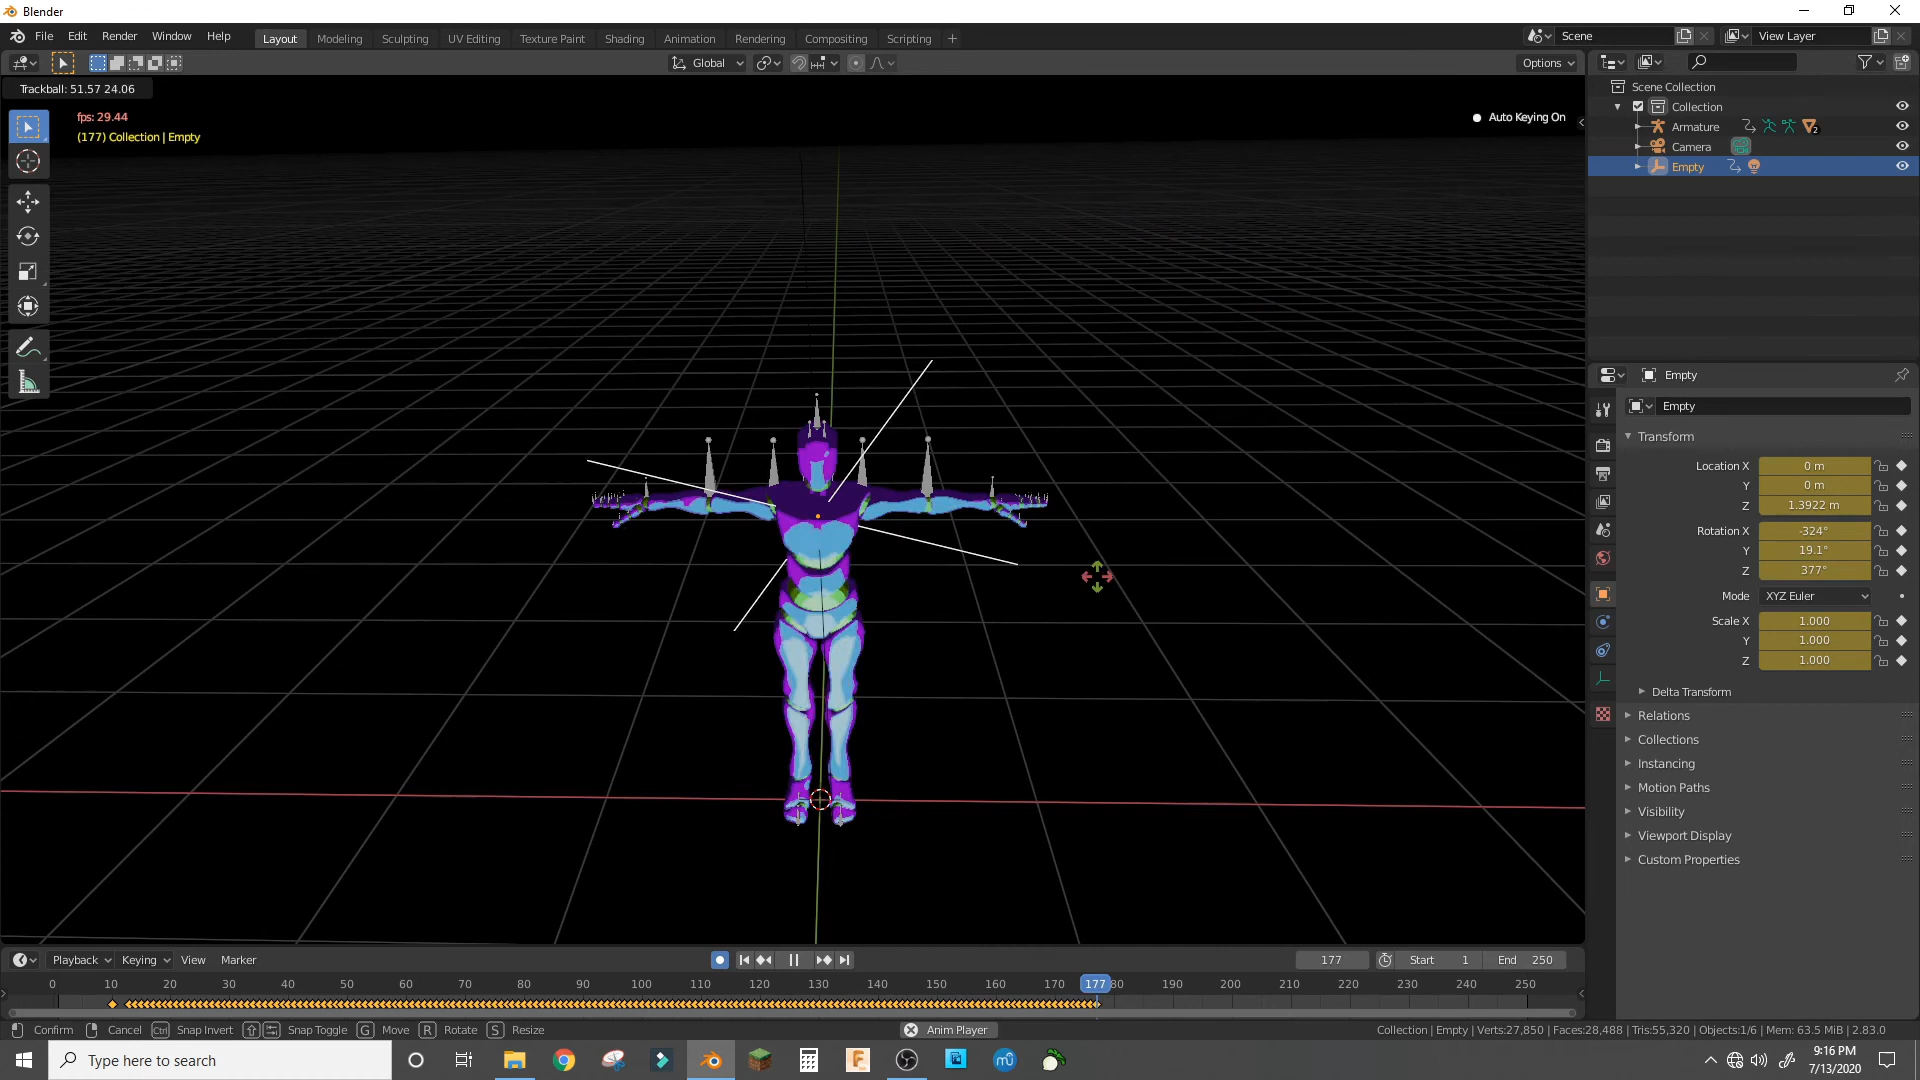 Blender
File Edit Render Window Help
Layout Modeling Sculpting UV Editing Texture Paint Shading Animation Rendering Compositing Scripting +
Scene
View Layer
Global
Options
Trackball: 51.57 24.06
fps: 29.44
(177) Collection | Empty
Auto Keying On
Scene Collection
Collection
Armature
2
Camera
Empty
Empty
Empty
Transform
Location X 0 m
Y 0 m
Z 1.3922 m
Rotation X -324°
Y 19.1°
Z 377°
Mode XYZ Euler
Scale X 1.000
Y 1.000
Z 1.000
Delta Transform
Relations
Collections
Instancing
Motion Paths
Visibility
Viewport Display
Custom Properties
Playback Keying View Marker
177
Start 1
End 250
0 10 20 30 40 50 60 70 80 90 100 110 120 130 140 150 160 170 177 80 190 200 210 220 230 240 250
Confirm Cancel Ctrl Snap Invert Snap Toggle G Move R Rotate S Resize
Anim Player
Collection | Empty | Verts:27,850 | Faces:28,488 | Tris:55,320 | Objects:1/6 | Mem: 63.5 MiB | 2.83.0
Type here to search
9:16 PM
7/13/2020